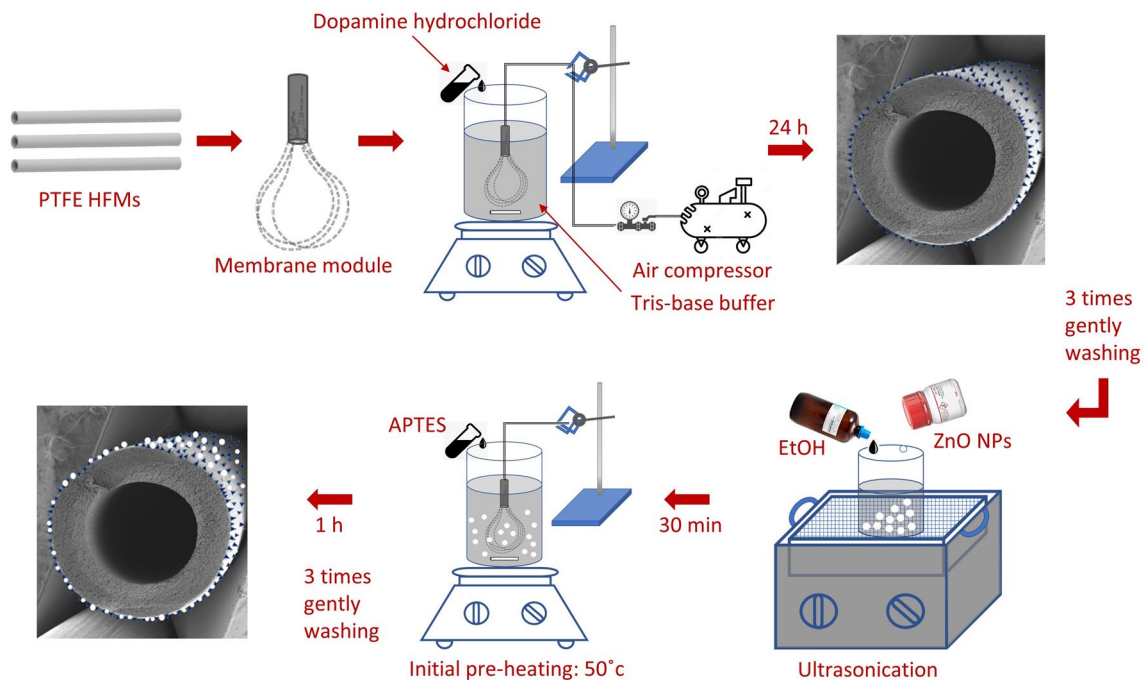 Dopamine hydrochloride
PTFE HFMs
Membrane module
Air compressor
Tris-base buffer
24 h
3 times
gently
washing
EtOH
ZnO NPs
Ultrasonication
30 min
APTES
Initial pre-heating: 50˚c
1 h
3 times
gently
washing